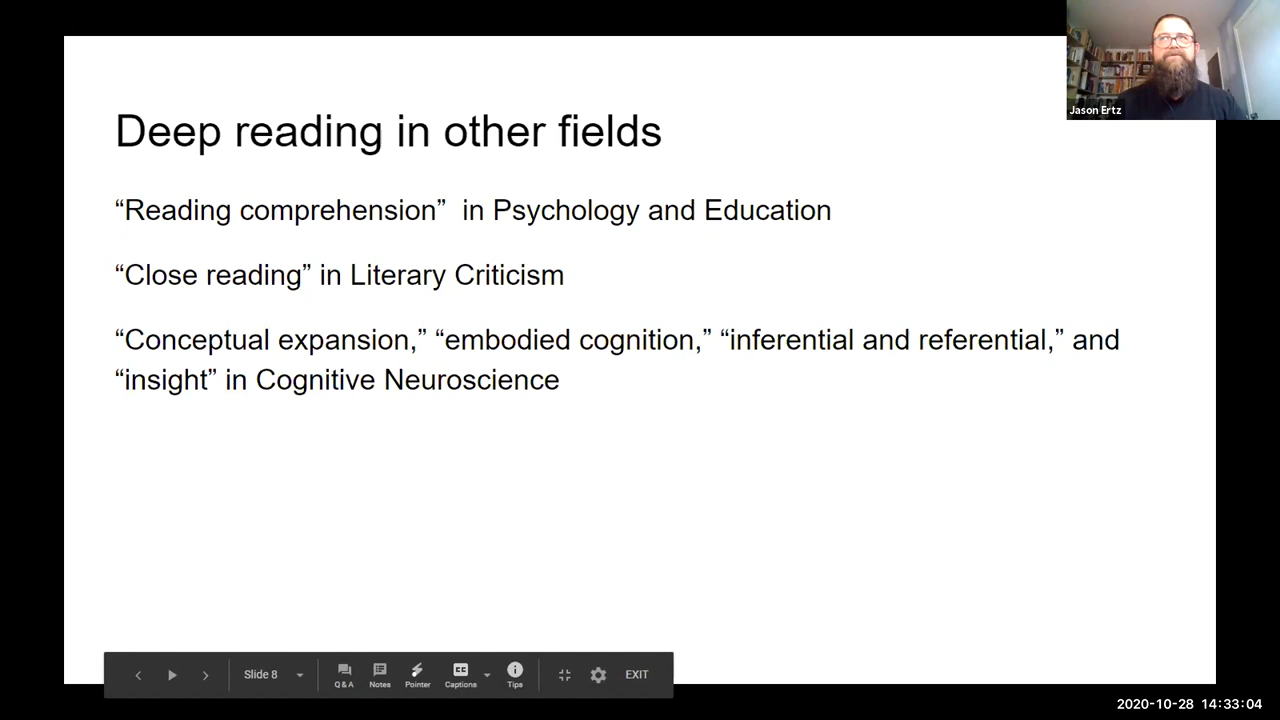 Jason Ertz
Deep reading in other fields
“Reading comprehension”  in Psychology and Education
“Close reading” in Literary Criticism
“Conceptual expansion,” “embodied cognition,” “inferential and referential,” and
“insight” in Cognitive Neuroscience
Slide 8
Q & A
Notes
Pointer
CC
Captions
Tips
EXIT
2020-10-28 14:33:04